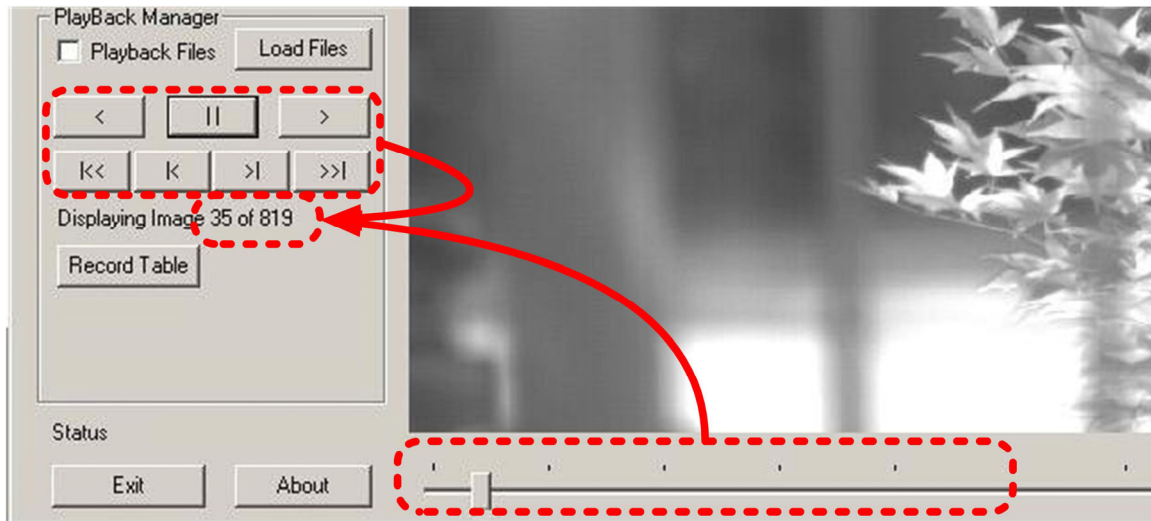 PlayBack Manager
Playback Files
Load Files
< || >
|<< |< >| >>|
Displaying Image 35 of 819
Record Table
Status
Exit
About